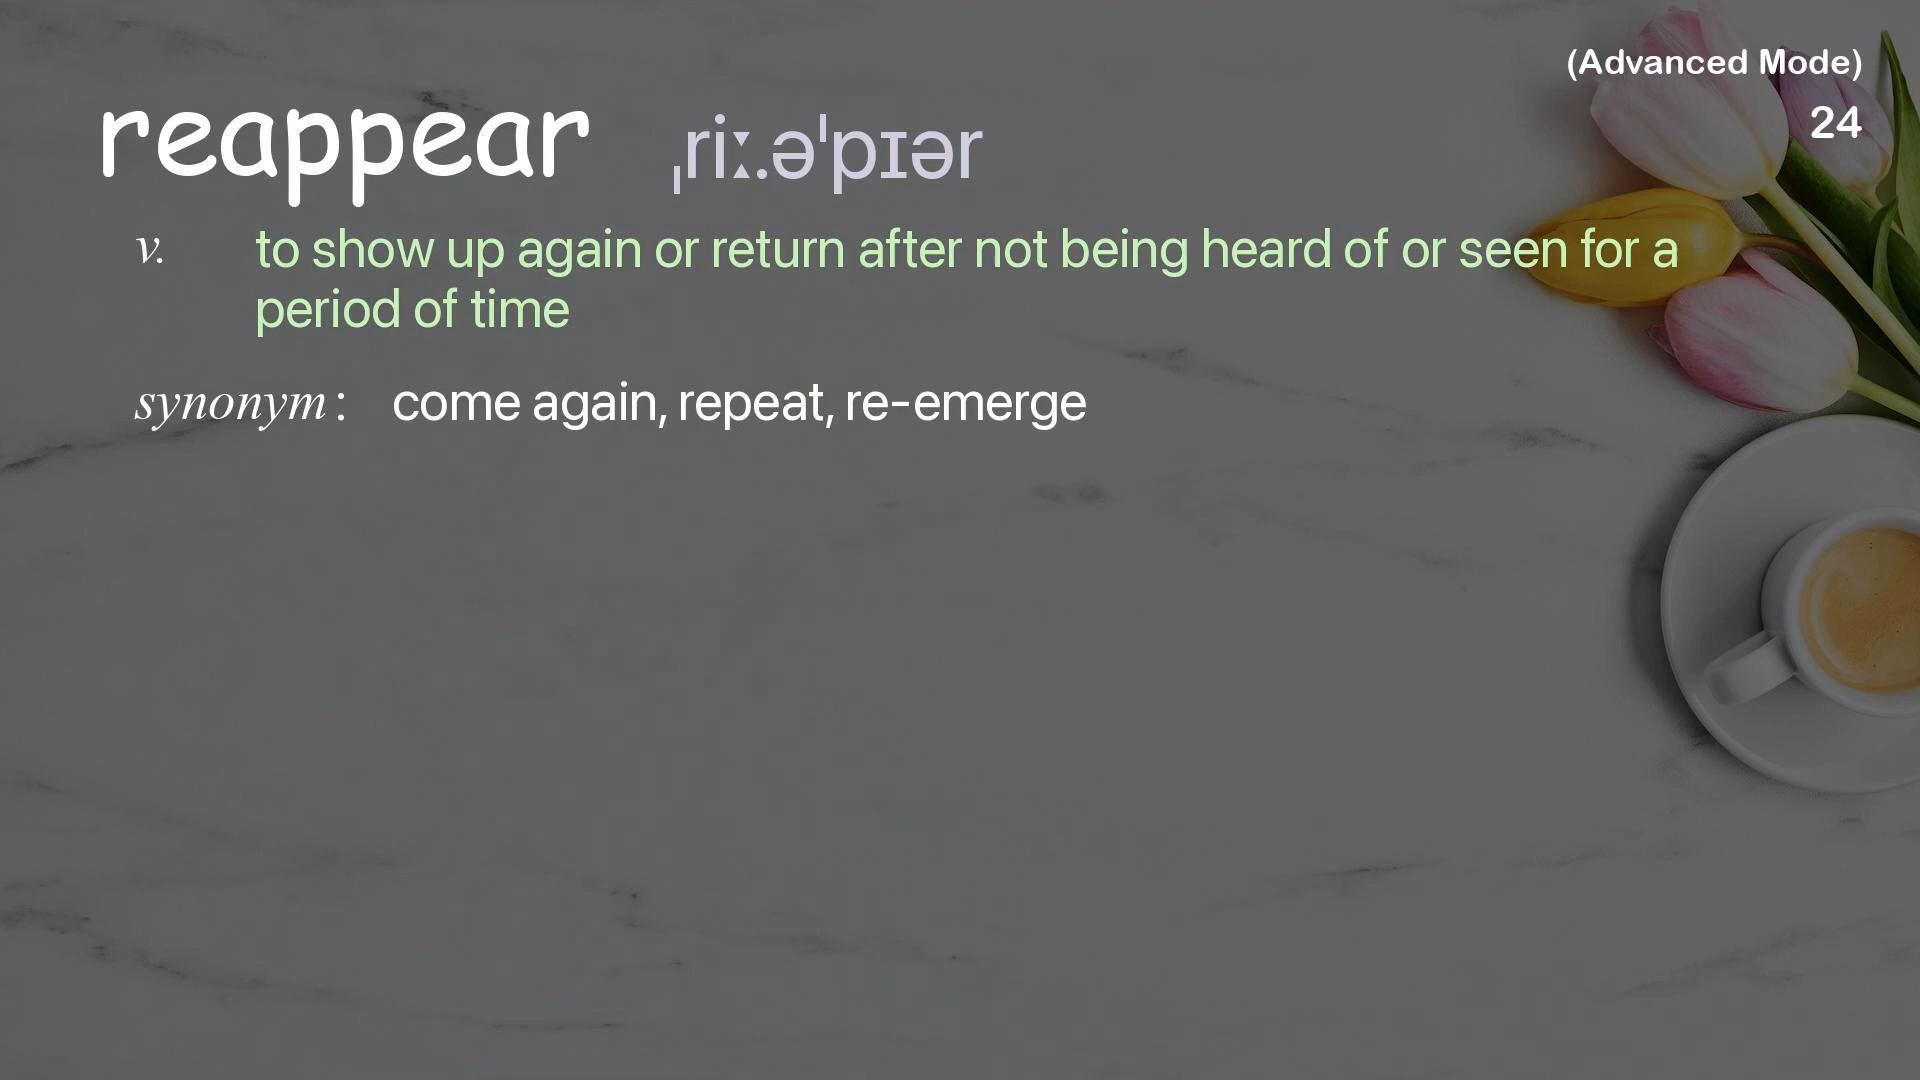 (Advanced Mode)
24
reappear ˌriː.əˈpɪər
v. to show up again or return after not being heard of or seen for a
period of time
synonym: come again, repeat, re-emerge